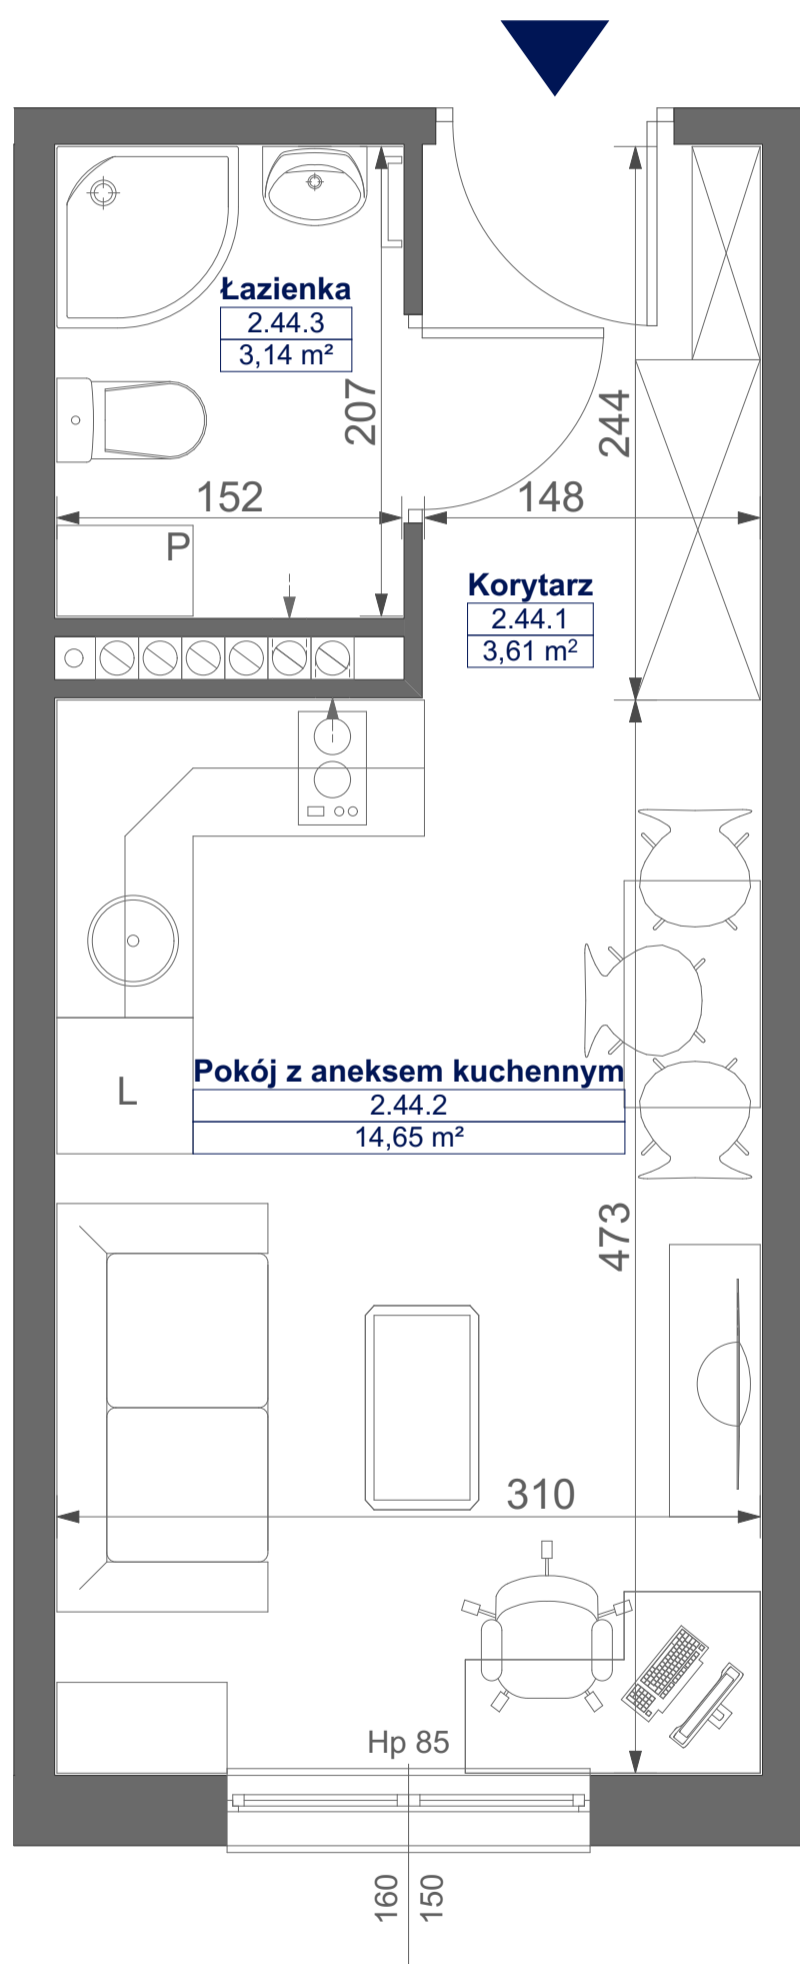 Łazienka
2.44.3
3,14 m²
207
244
152
148
P
Korytarz
2.44.1
3,61 m²
Pokój z aneksem kuchennym
2.44.2
14,65 m²
L
473
310
Hp 85
160
150